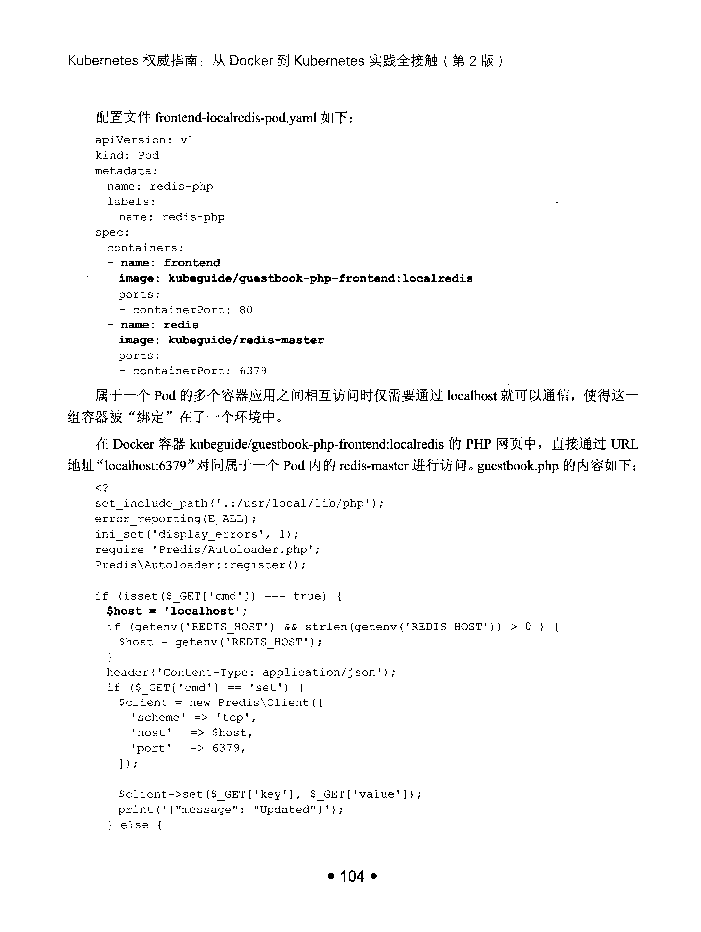 Kubernetes 权威指南：从 Docker 到 Kubernetes 实践全接触（第 2 版）
配置文件 frontend-localredis-pod.yaml 如下：
apiVersion: v1
kind: Pod
metadata:
  name: redis-php
  labels:
    name: redis-php
spec:
  containers:
  - name: frontend
    image: kubeguide/guestbook-php-frontend:localredis
    ports:
    - containerPort: 80
  - name: redis
    image: kubeguide/redis-master
    ports:
    - containerPort: 6379
属于一个 Pod 的多个容器应用之间相互访问时仅需要通过 localhost 就可以通信，使得这一
组容器被“绑定”在了一个环境中。
在 Docker 容器 kubeguide/guestbook-php-frontend:localredis 的 PHP 网页中，直接通过 URL
地址“localhost:6379”对同属于一个 Pod 内的 redis-master 进行访问。guestbook.php 的内容如下：
<?
set_include_path('.:/usr/local/lib/php');
error_reporting(E_ALL);
ini_set('display_errors', 1);
require 'Predis/Autoloader.php';
Predis\Autoloader::register();
if (isset($_GET['cmd']) === true) {
  $host = 'localhost';
  if (getenv('REDIS_HOST') && strlen(getenv('REDIS_HOST')) > 0 ) {
    $host = getenv('REDIS_HOST');
  }
  header('Content-Type: application/json');
  if ($_GET['cmd'] == 'set') {
    $client = new Predis\Client([
      'scheme' => 'tcp',
      'host'   => $host,
      'port'   => 6379,
    ]);
    $client->set($_GET['key'], $_GET['value']);
    print('{"message": "Updated"}');
  } else {
• 104 •